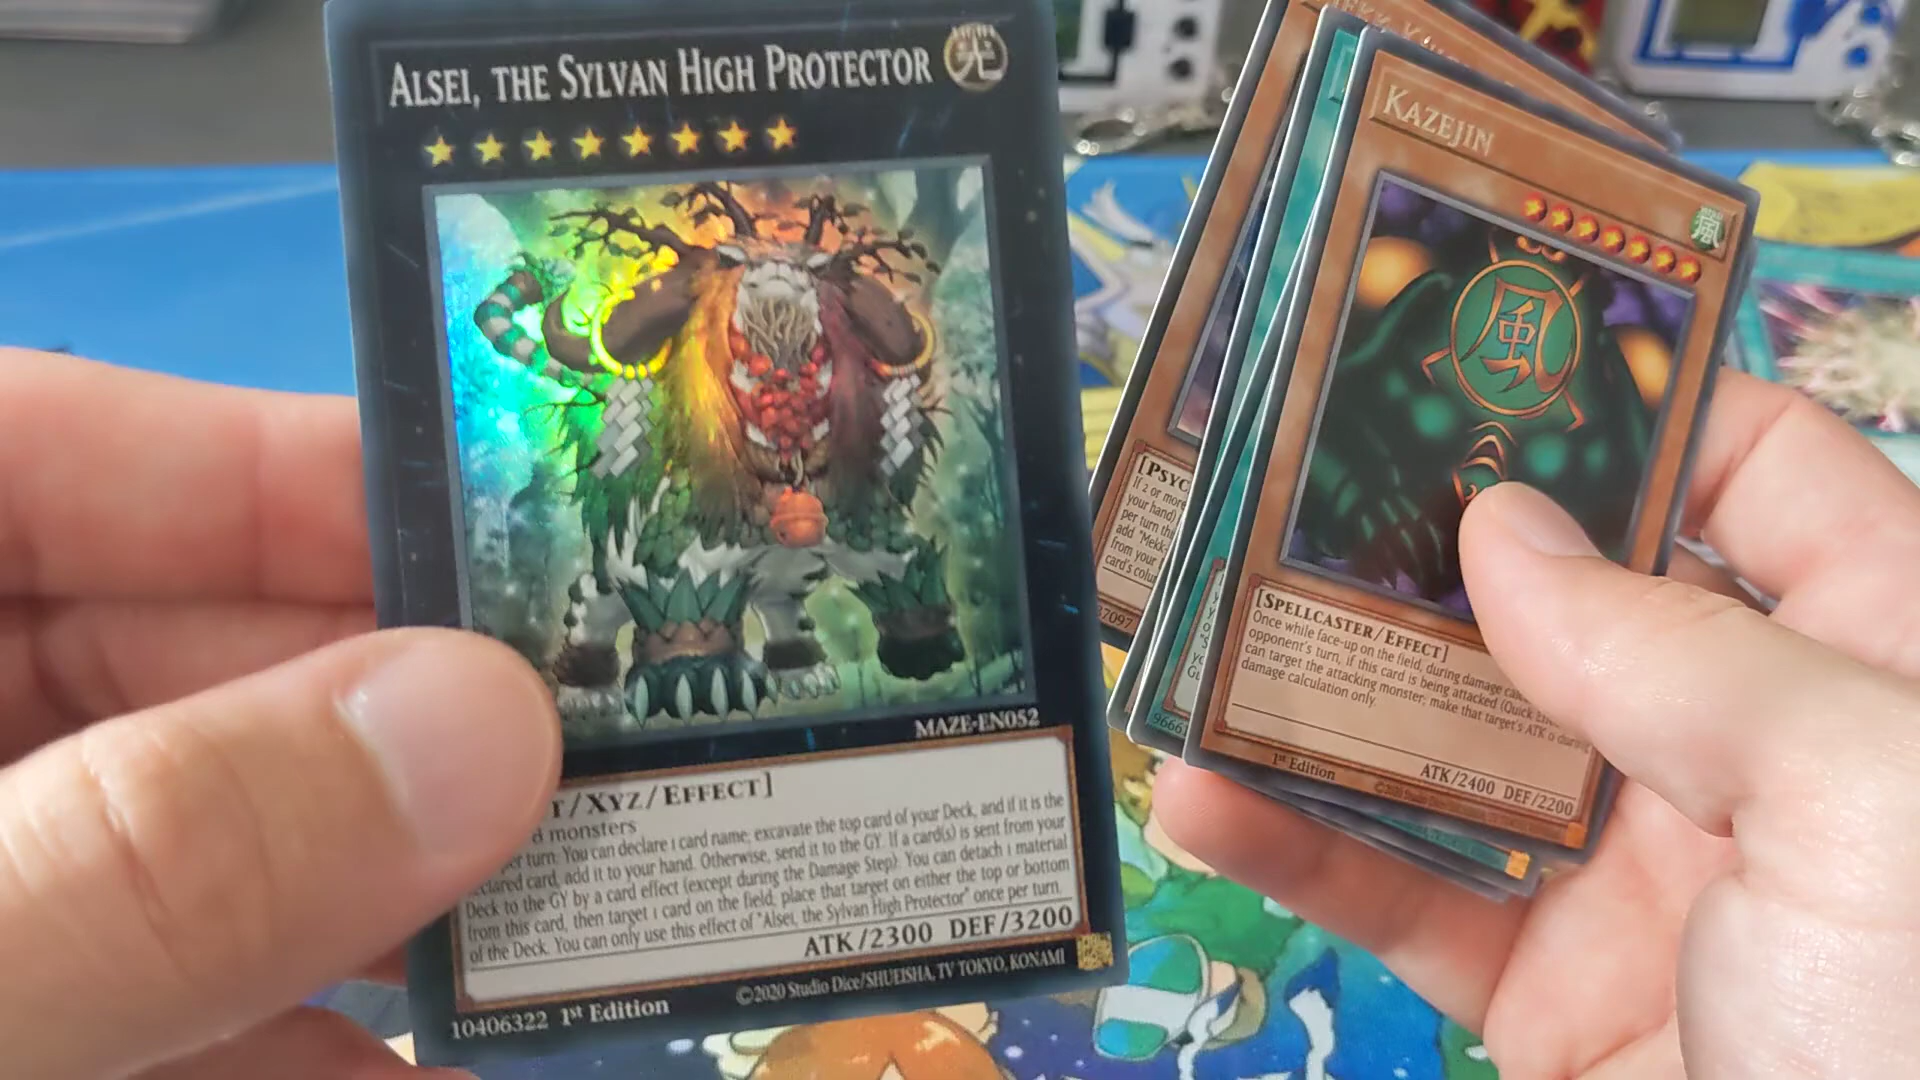 ALSEI, THE SYLVAN HIGH PROTECTOR
光
MAZE-EN052
T/XYZ/EFFECT]
d monsters
er turn: You can declare 1 card name; excavate the top card of your Deck, and if it is the
clared card, add it to your hand. Otherwise, send it to the GY. If a card(s) is sent from your
Deck to the GY by a card effect (except during the Damage Step): You can detach 1 material
from this card, then target 1 card on the field; place that target on either the top or bottom
of the Deck. You can only use this effect of "Alsei, the Sylvan High Protector" once per turn.
ATK/2300 DEF/3200
10406322 1st Edition
©2020 Studio Dice/SHUEISHA, TV TOKYO, KONAMI
[PSYC
If 2 or more
your hand)
per turn
add "Mekk-
from your
card's colu
37097
9666
KAZEJIN
風
風
[SPELLCASTER/EFFECT]
Once while face-up on the field, during damage
opponent's turn, if this card is being attacked (Quick
can target the attacking monster; make that target's ATK 0 during
damage calculation only.
ATK/2400 DEF/2200
1st Edition
©2020 Studio